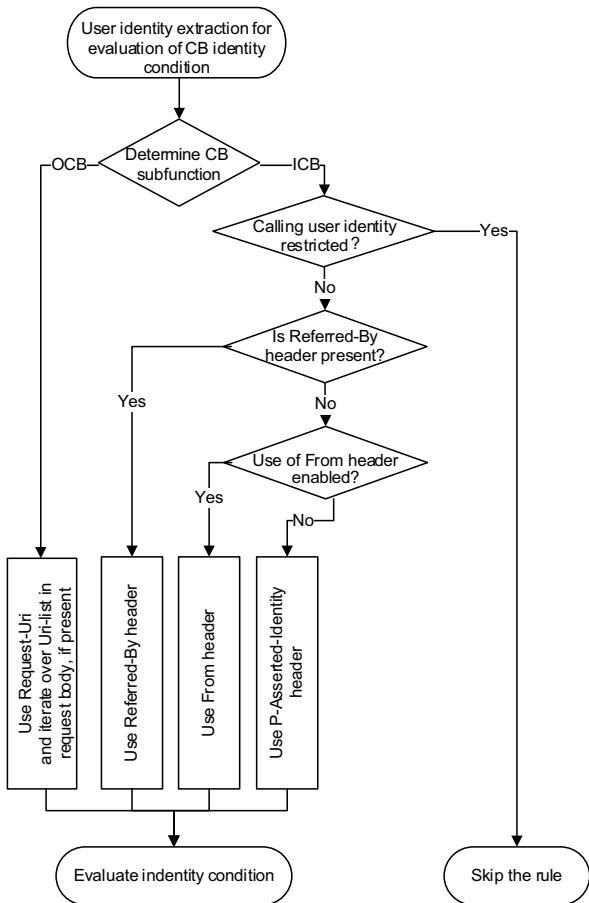 User identity extraction for
evaluation of CB identity
condition
Determine CB
subfunction
OCB
ICB
Calling user identity
restricted?
Yes
No
Is Referred-By
header present?
Yes
No
Use of From header
enabled?
Yes
No
Use Request-Uri
and iterate over Uri-list in
request body, if present
Use Referred-By header
Use From header
Use P-Asserted-Identity
header
Evaluate indentity condition
Skip the rule